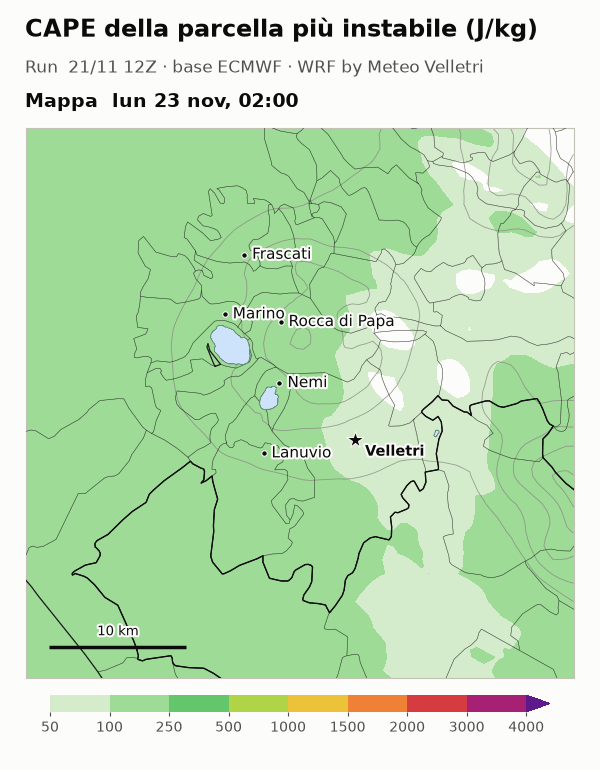 CAPE della parcella più instabile (J/kg)
Run  21/11 12Z · base ECMWF · WRF by Meteo Velletri
Mappa  lun 23 nov, 02:00
Frascati
Marino
Rocca di Papa
Nemi
Velletri
Lanuvio
10 km
50 100 250 500 1000 1500 2000 3000 4000